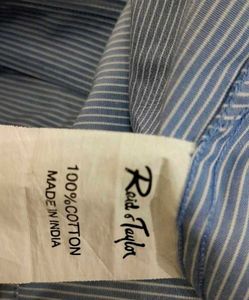 Reid & Taylor
100% COTTON
MADE IN INDIA